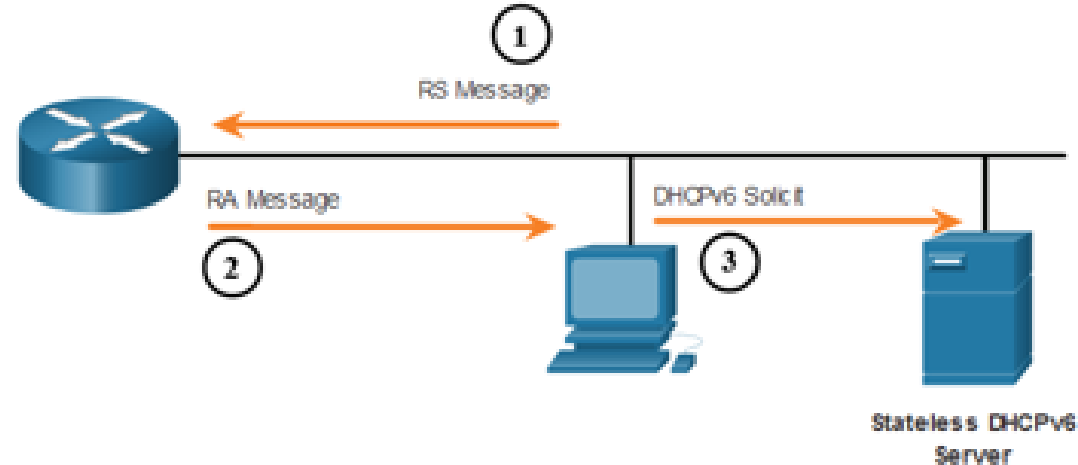 1
RS Message
RA Message
DHCPv6 Solicit
2
3
Stateless DHCPv6
Server